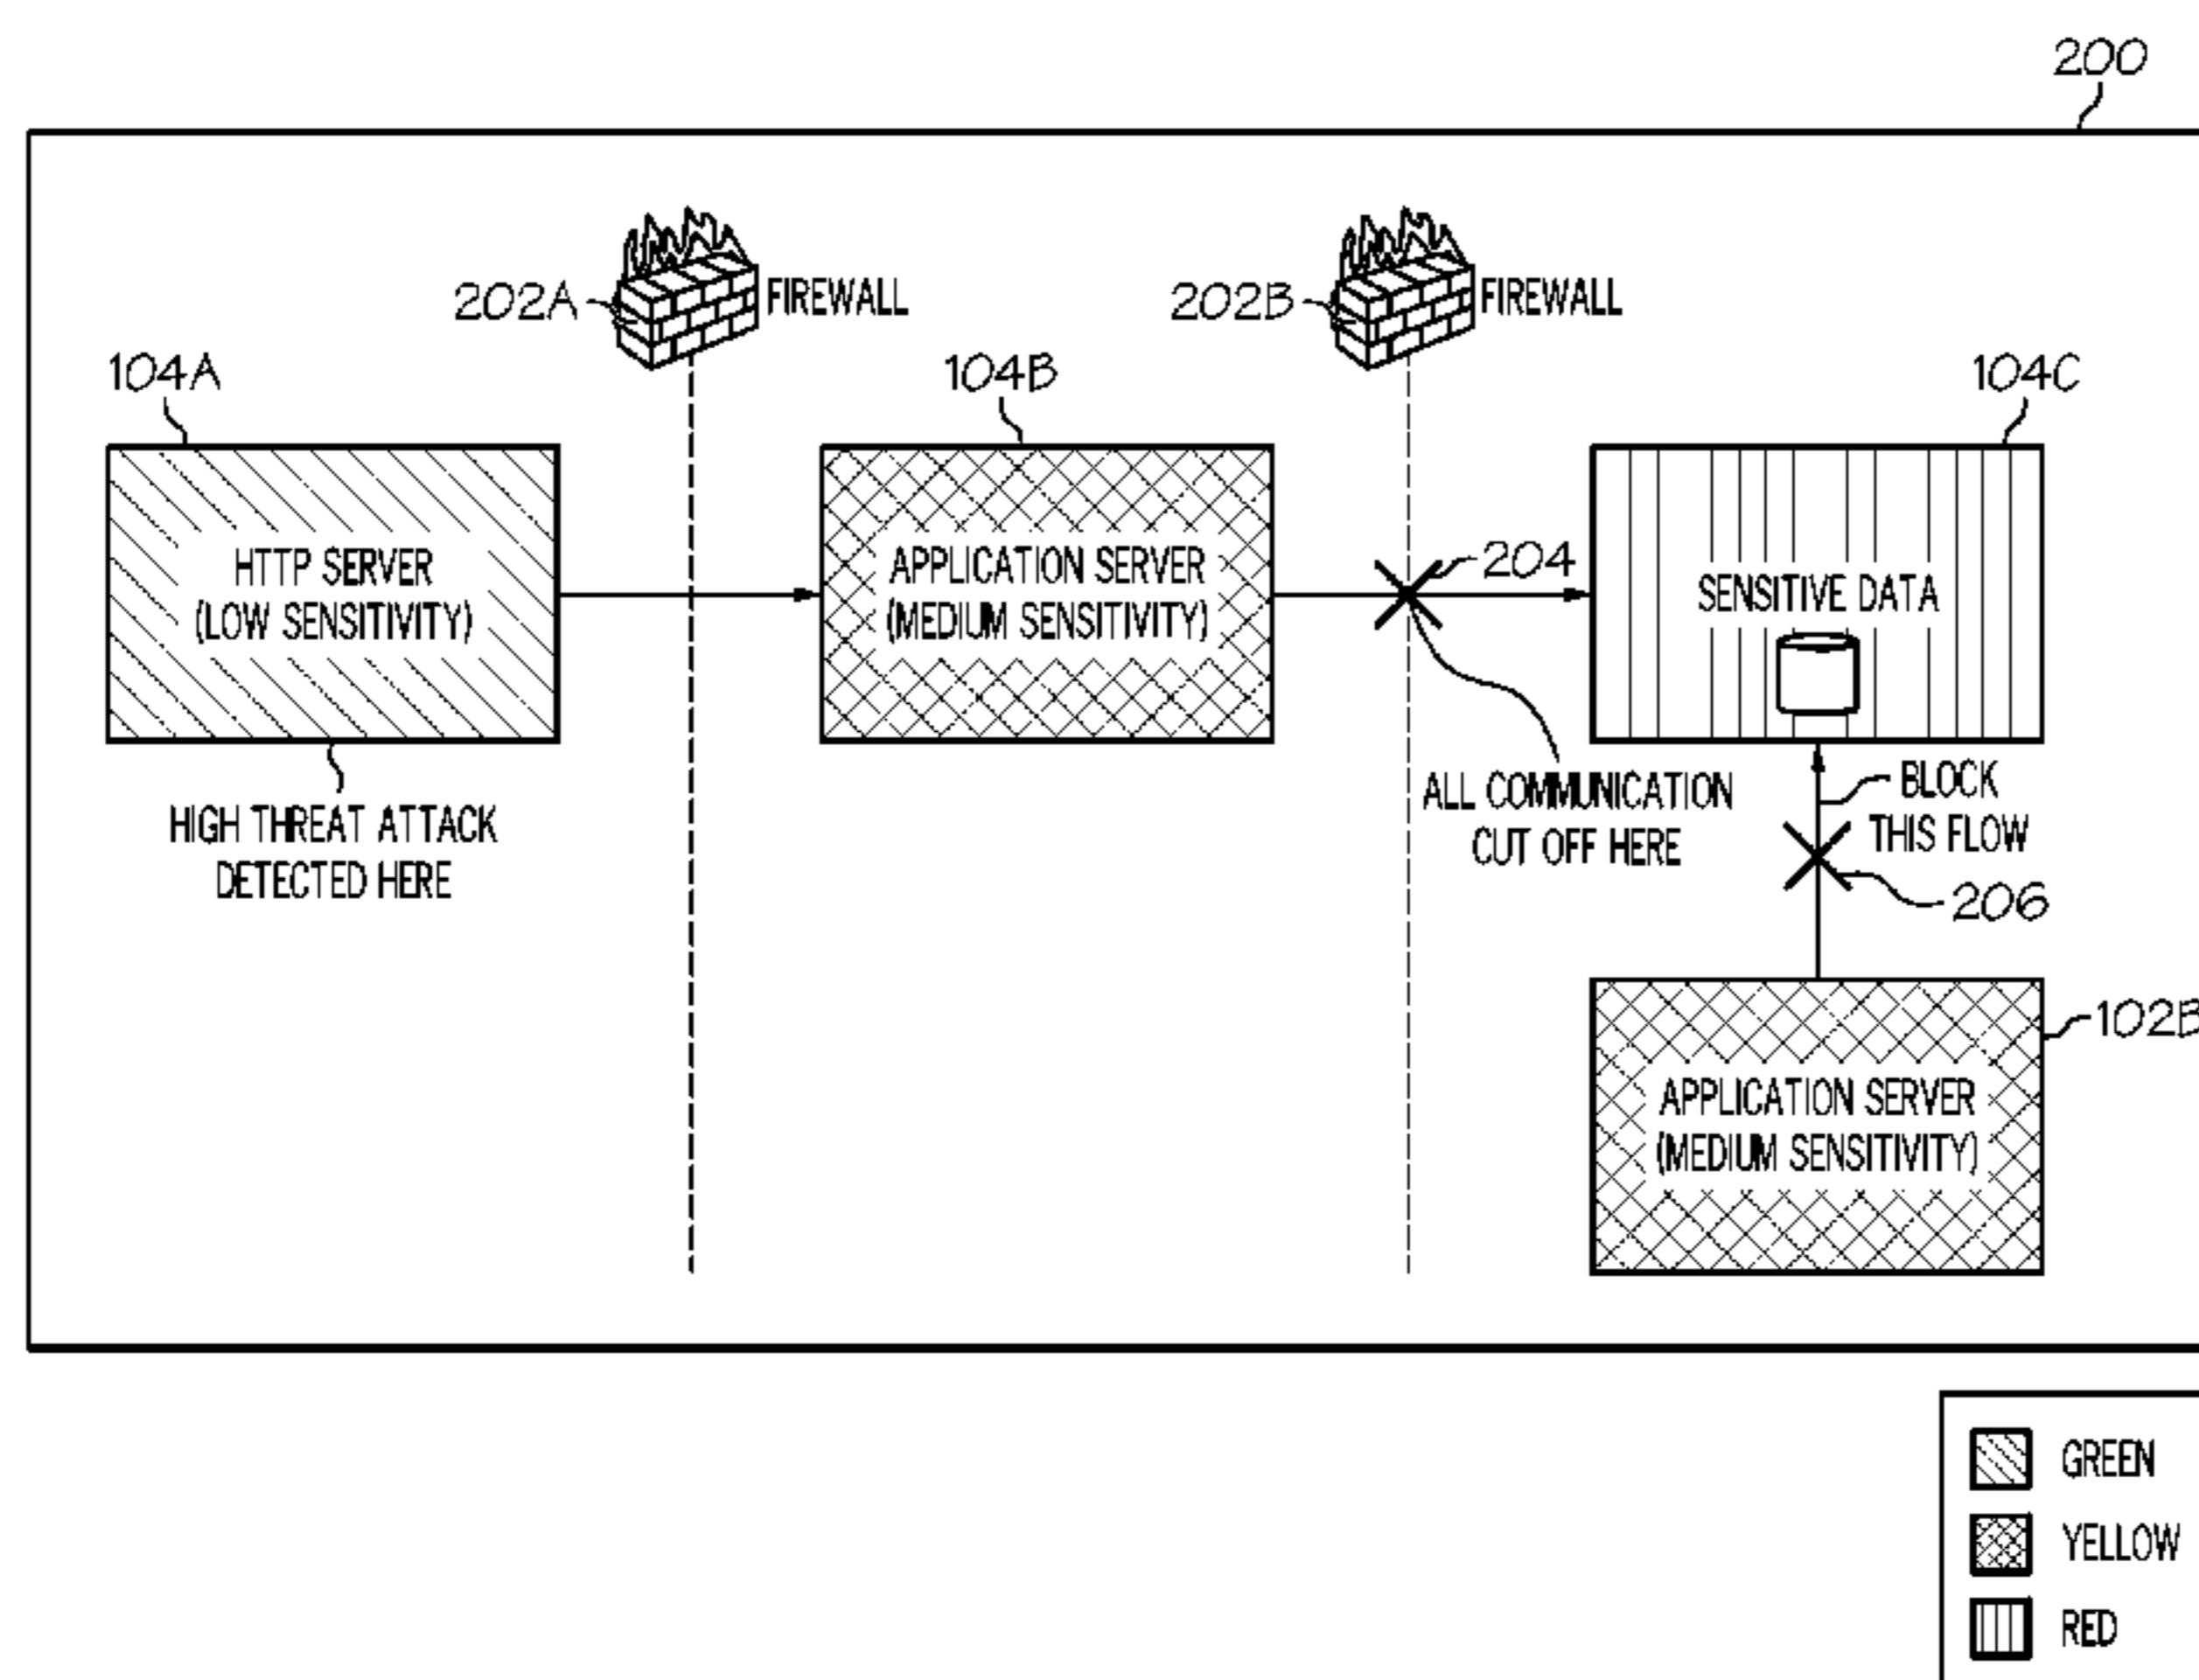 200
202A
FIREWALL
202B
FIREWALL
104A
104B
104C
HTTP SERVER
(LOW SENSITIVITY)
APPLICATION SERVER
(MEDIUM SENSITIVITY)
204
SENSITIVE DATA
HIGH THREAT ATTACK
DETECTED HERE
ALL COMMUNICATION
CUT OFF HERE
BLOCK
THIS FLOW
206
102B
APPLICATION SERVER
(MEDIUM SENSITIVITY)
GREEN
YELLOW
RED